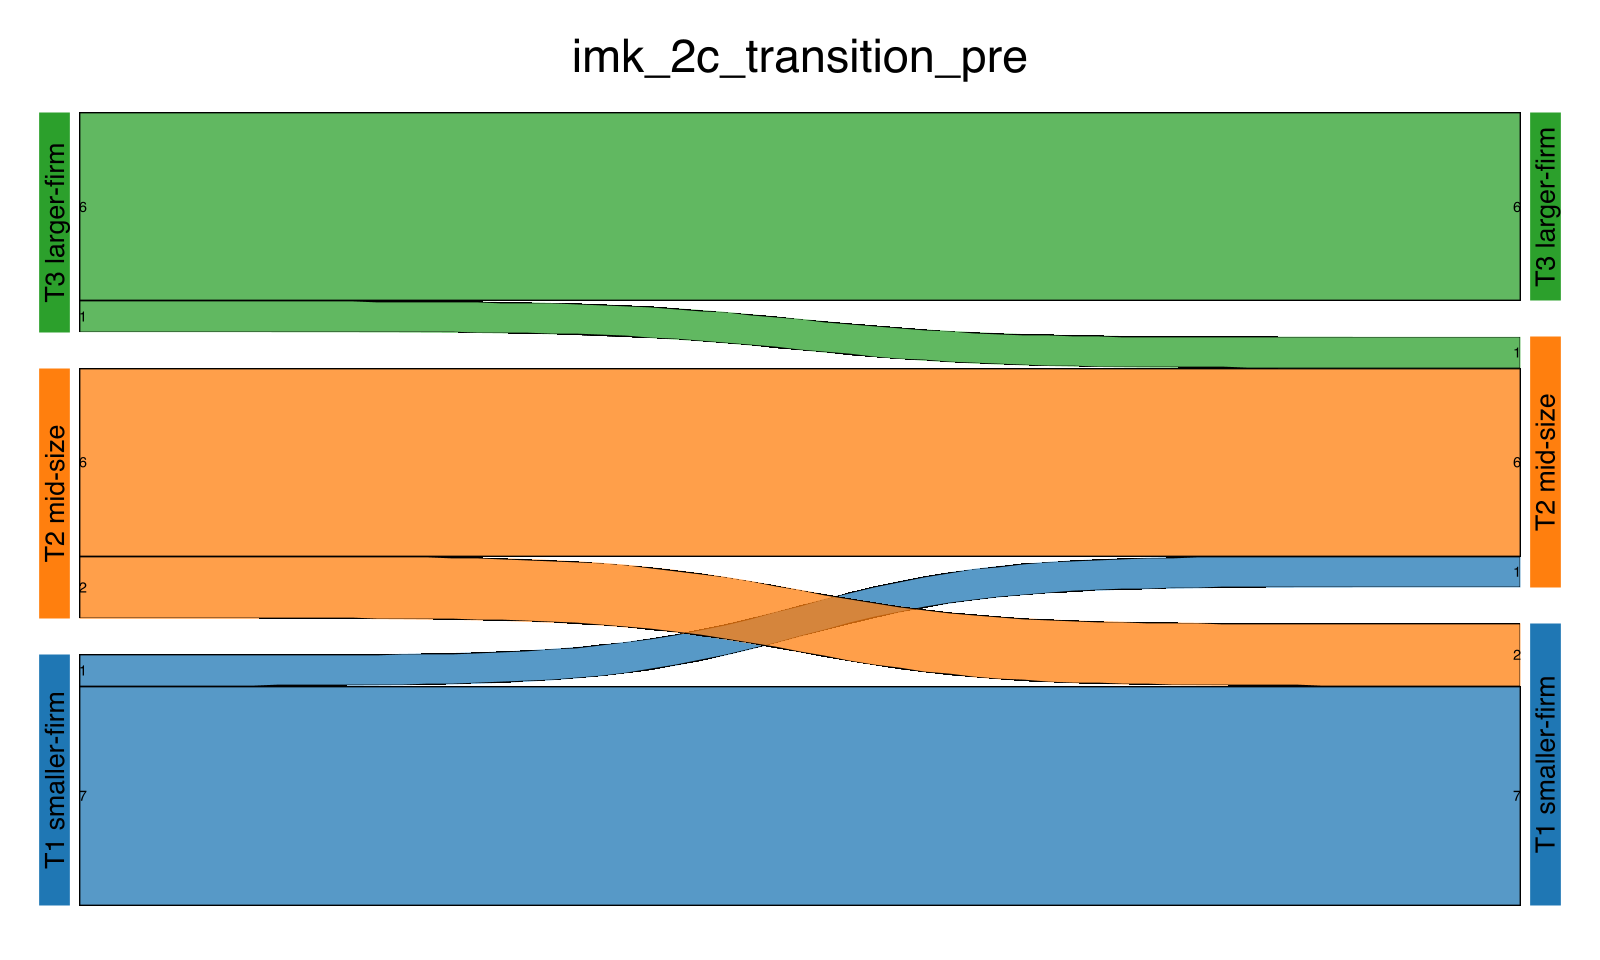 imk_2c_transition_pre
T3 larger-firm
6
6
T3 larger-firm
1
1
T2 mid-size
6
6
T2 mid-size
2
1
1
2
T1 smaller-firm
7
7
T1 smaller-firm